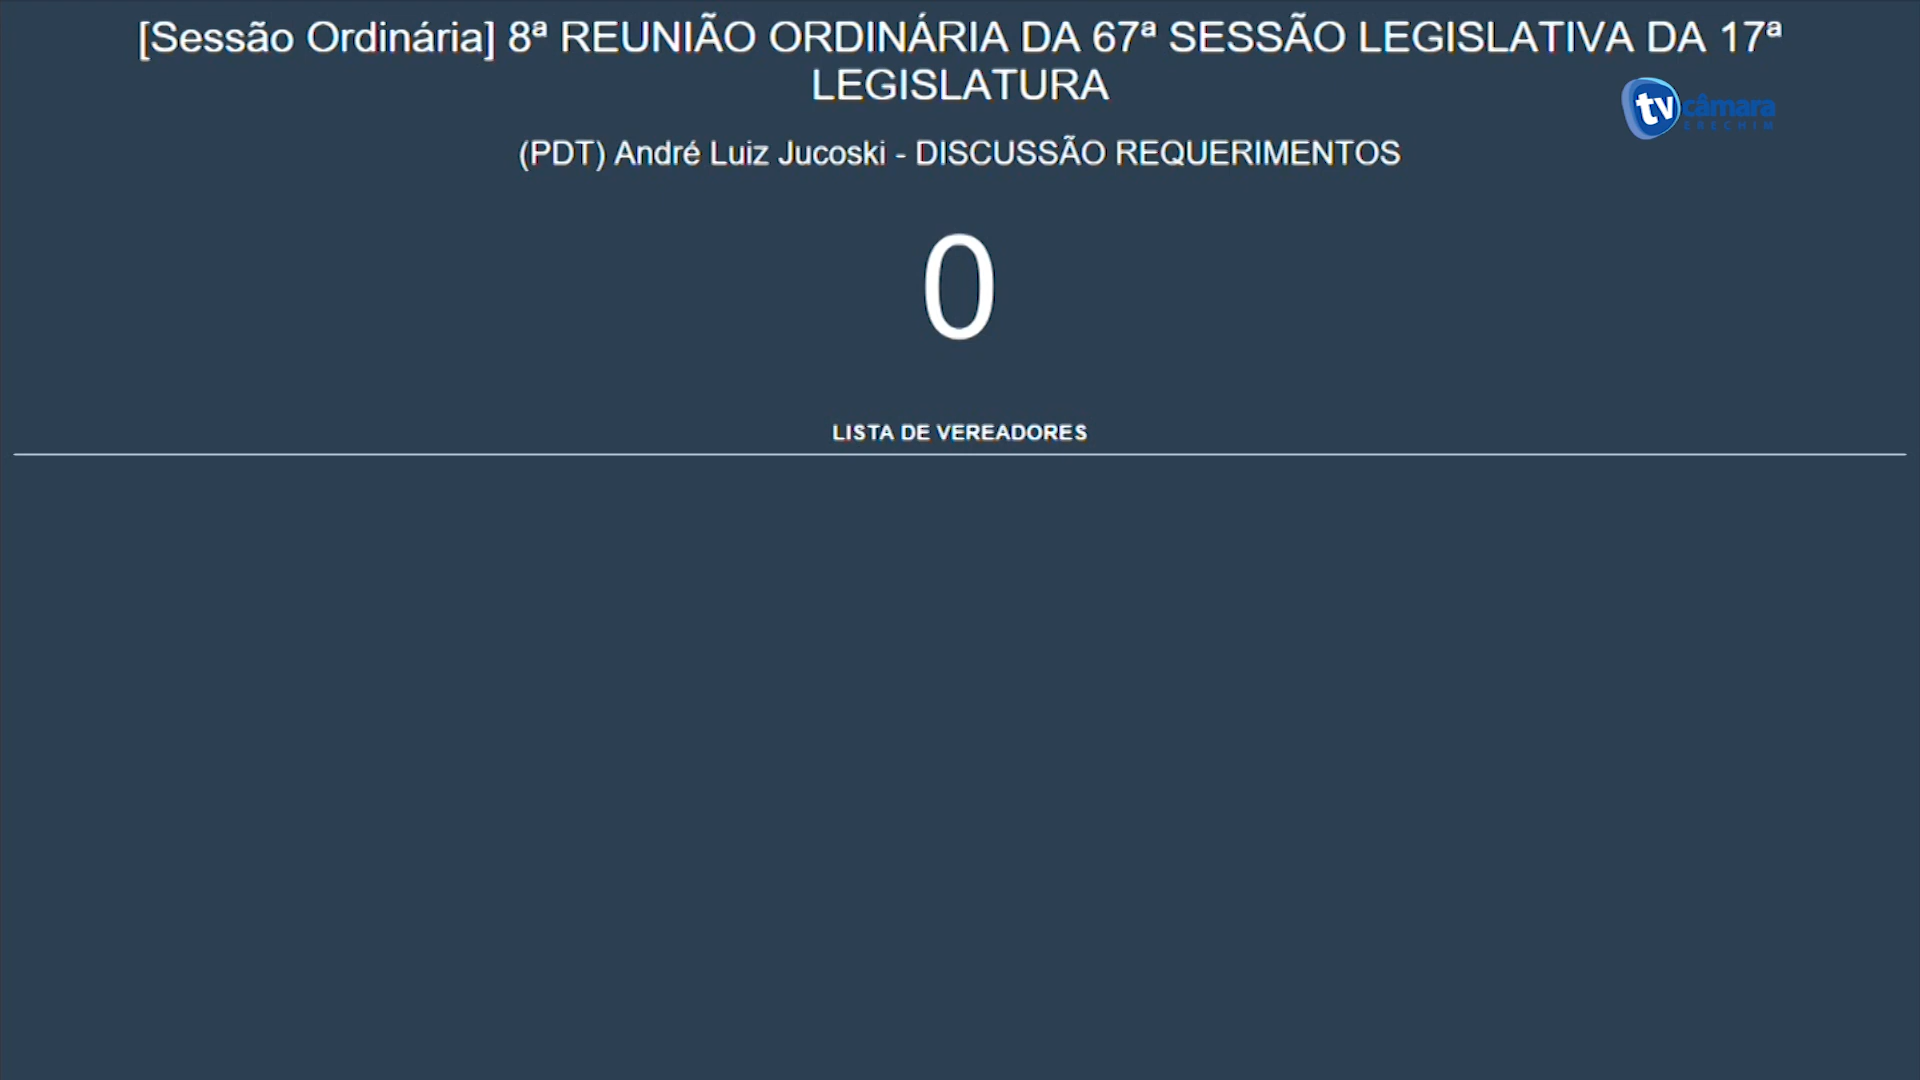 [Sessão Ordinária] 8ª REUNIÃO ORDINÁRIA DA 67ª SESSÃO LEGISLATIVA DA 17ª
LEGISLATURA
tv câmara
ERECHIM
(PDT) André Luiz Jucoski - DISCUSSÃO REQUERIMENTOS
0
LISTA DE VEREADORES